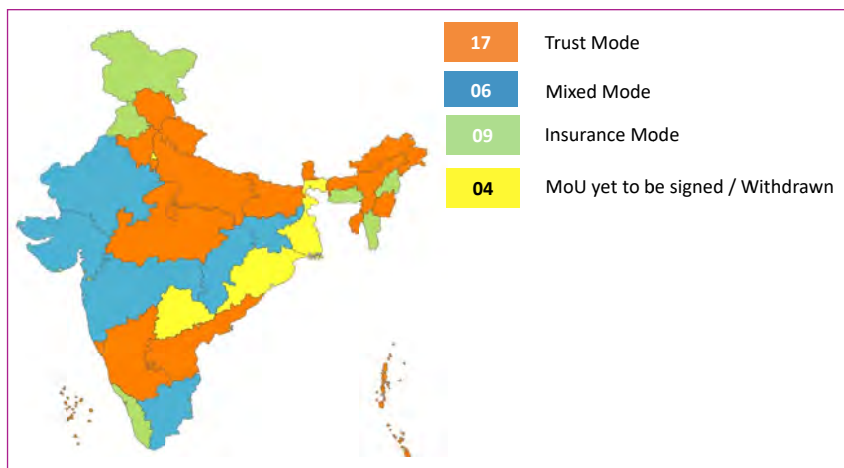 17 Trust Mode
06 Mixed Mode
09 Insurance Mode
04 MoU yet to be signed / Withdrawn